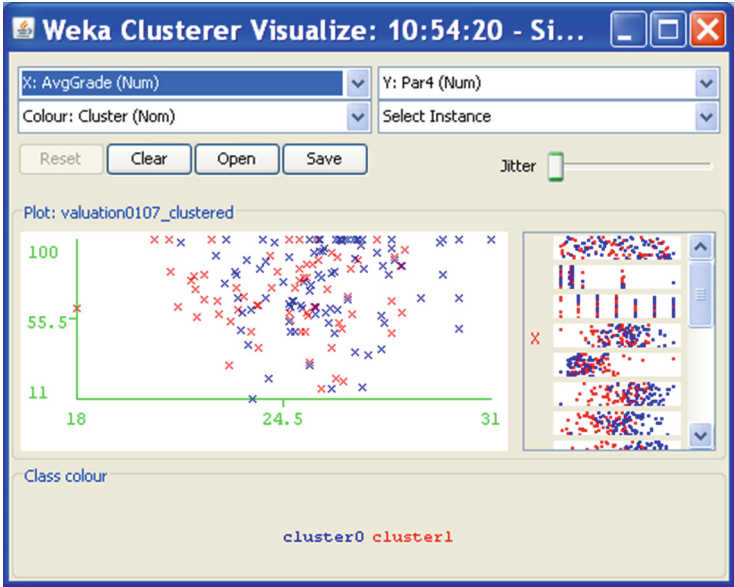 Weka Clusterer Visualize: 10:54:20 - Si...
X: AvgGrade (Num) Y: Par4 (Num)
Colour: Cluster (Nom) Select Instance
Reset Clear Open Save Jitter
Plot: valuation0107_clustered
100
55.5
11
18 24.5 31
X
Class colour
cluster0 cluster1